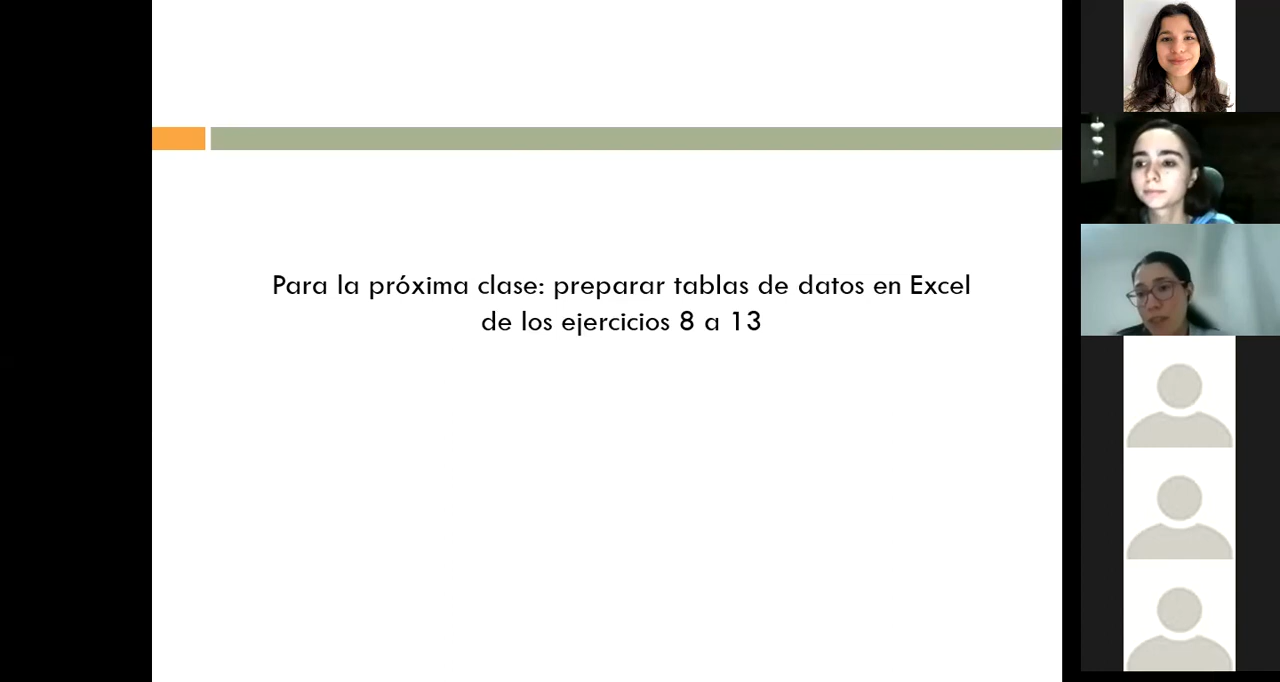 Para la próxima clase: preparar tablas de datos en Excel
de los ejercicios 8 a 13